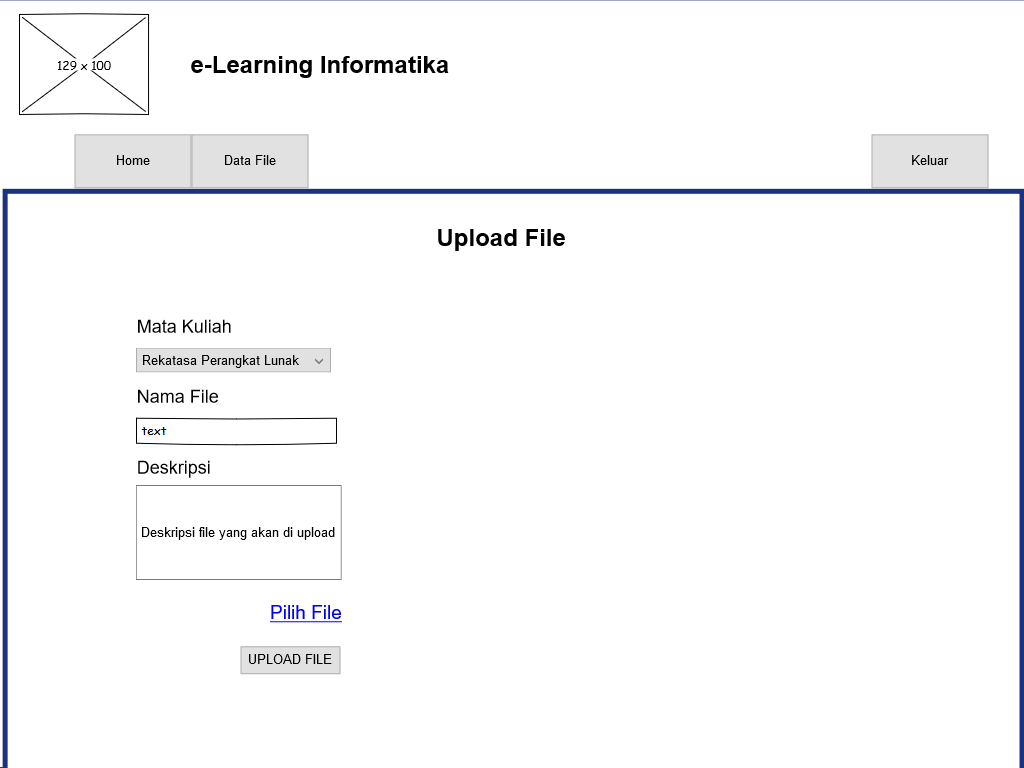 129 x 100
e-Learning Informatika
Home
Data File
Keluar
Upload File
Mata Kuliah
Rekatasa Perangkat Lunak
Nama File
text
Deskripsi
Deskripsi file yang akan di upload
Pilih File
UPLOAD FILE